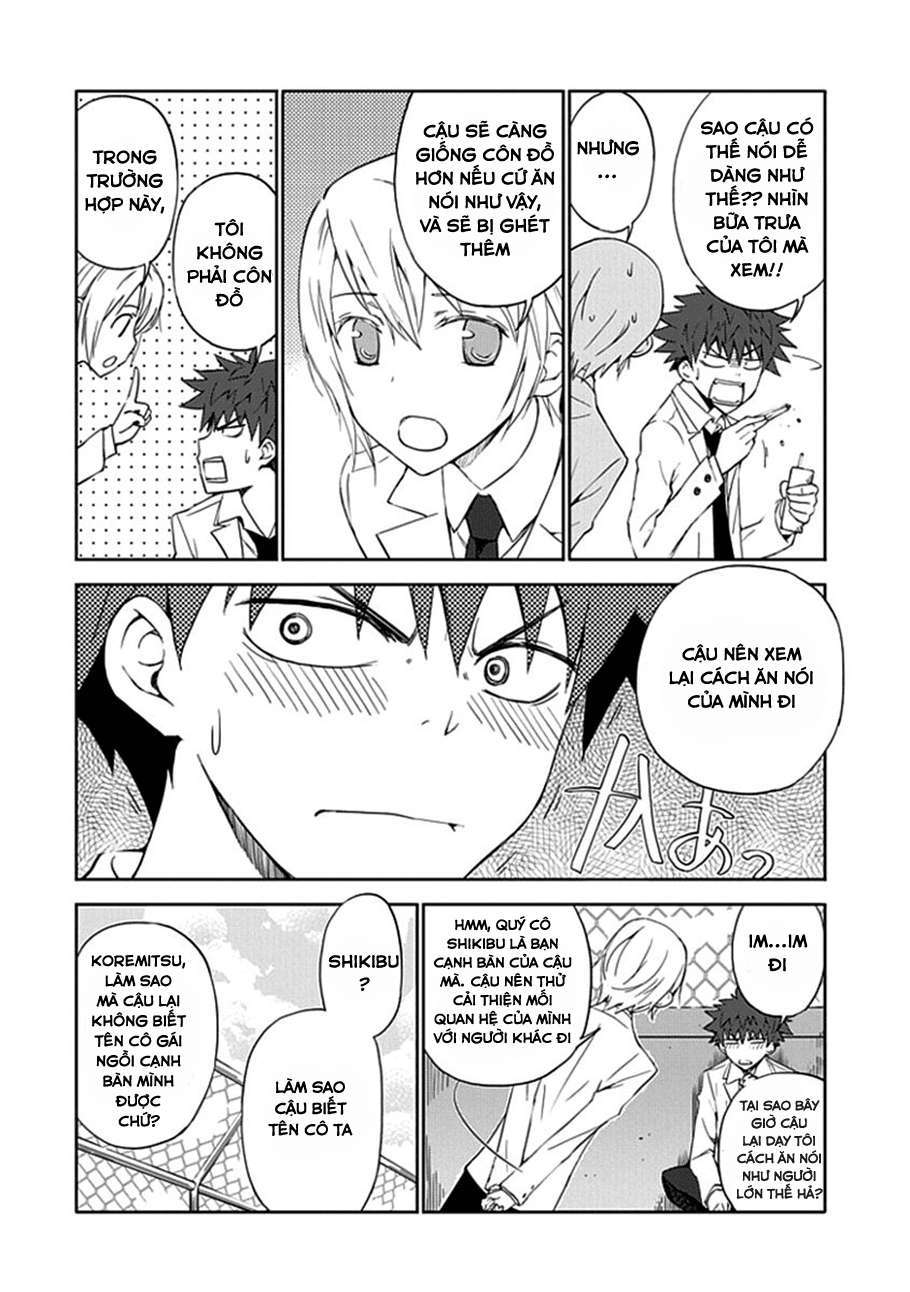 SAO CẬU CÓ
THỂ NÓI DỄ
DÀNG NHƯ
THẾ?? NHÌN
BỮA TRƯA
CỦA TÔI MÀ
XEM!!
NHƯNG
...
CẬU SẼ CÀNG
GIỐNG CÔN ĐỒ
HƠN NẾU CỨ ĂN
NÓI NHƯ VẬY,
VÀ SẼ BỊ GHÉT
THÊM
TÔI
KHÔNG
PHẢI CÔN
ĐỒ
TRONG
TRƯỜNG
HỢP NÀY,
CẬU NÊN XEM
LẠI CÁCH ĂN NÓI
CỦA MÌNH ĐI
カあっ
IM...IM
ĐI
HMM, QUÝ CÔ
SHIKIBU LÀ BẠN
CẠNH BÀN CỦA CẬU
MÀ. CẬU NÊN THỬ
CẢI THIỆN MỐI
QUAN HỆ CỦA MÌNH
VỚI NGƯỜI KHÁC ĐI
TẠI SAO BÂY
GIỜ CẬU
LẠI DẠY TÔI
CÁCH ĂN NÓI
NHƯ NGƯỜI
LỚN THẾ HẢ?
SHIKIBU
?
LÀM SAO
CẬU BIẾT
TÊN CÔ TA
KOREMITSU,
LÀM SAO
MÀ CẬU LẠI
KHÔNG BIẾT
TÊN CÔ GÁI
NGỒI CẠNH
BÀN MÌNH
ĐƯỢC
CHỨ?